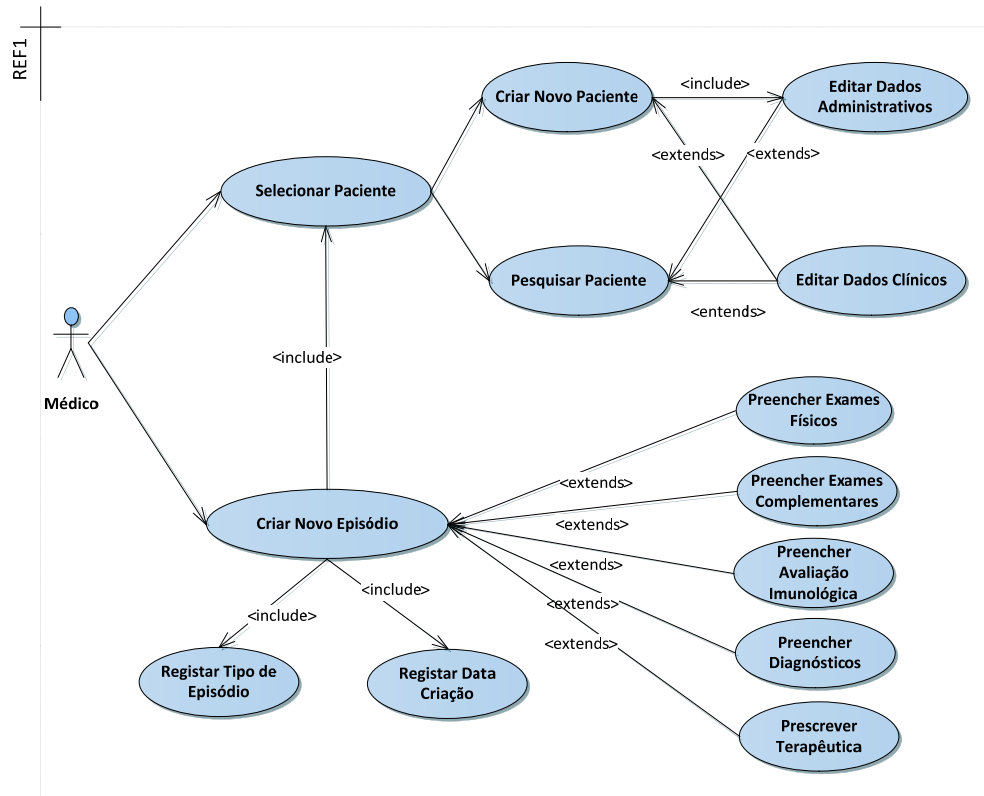 REF1
Criar Novo Paciente
<include>
Editar Dados
Administrativos
<extends>
<extends>
Selecionar Paciente
Pesquisar Paciente
Editar Dados Clínicos
<entends>
Médico
<include>
Preencher Exames
Físicos
<extends>
Preencher Exames
Complementares
<extends>
Criar Novo Episódio
Preencher
Avaliação
Imunológica
<extends>
<include>
<include>
<extends>
Preencher
Diagnósticos
<extends>
Registar Tipo de
Episódio
Registar Data
Criação
Prescrever
Terapêutica